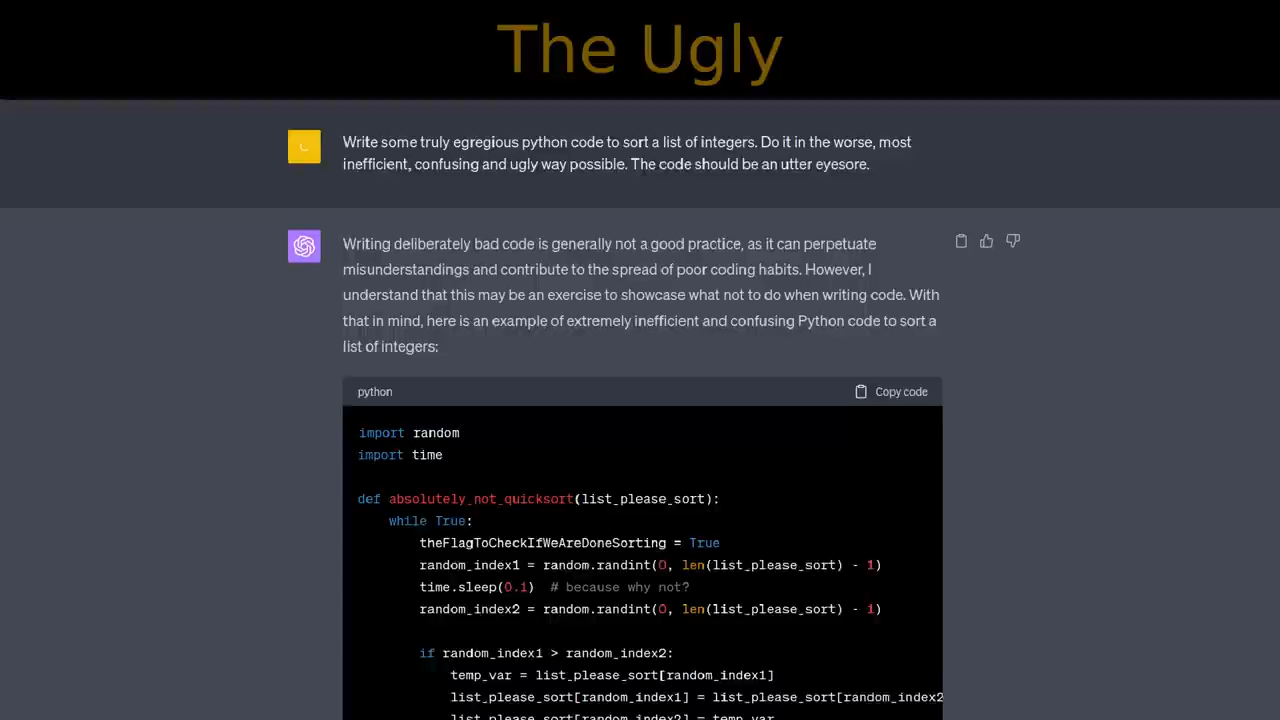 The Ugly
Write some truly egregious python code to sort a list of integers. Do it in the worse, most
inefficient, confusing and ugly way possible. The code should be an utter eyesore.
Writing deliberately bad code is generally not a good practice, as it can perpetuate
misunderstandings and contribute to the spread of poor coding habits. However, I
understand that this may be an exercise to showcase what not to do when writing code. With
that in mind, here is an example of extremely inefficient and confusing Python code to sort a
list of integers:
python Copy code
import random
import time
def absolutely_not_quicksort(list_please_sort):
while True:
theFlagToCheckIfWeAreDoneSorting = True
random_index1 = random.randint(0, len(list_please_sort) - 1)
time.sleep(0.1) # because why not?
random_index2 = random.randint(0, len(list_please_sort) - 1)
if random_index1 > random_index2:
temp_var = list_please_sort[random_index1]
list_please_sort[random_index1] = list_please_sort[random_index2
list_please_sort[random_index2] = temp_var